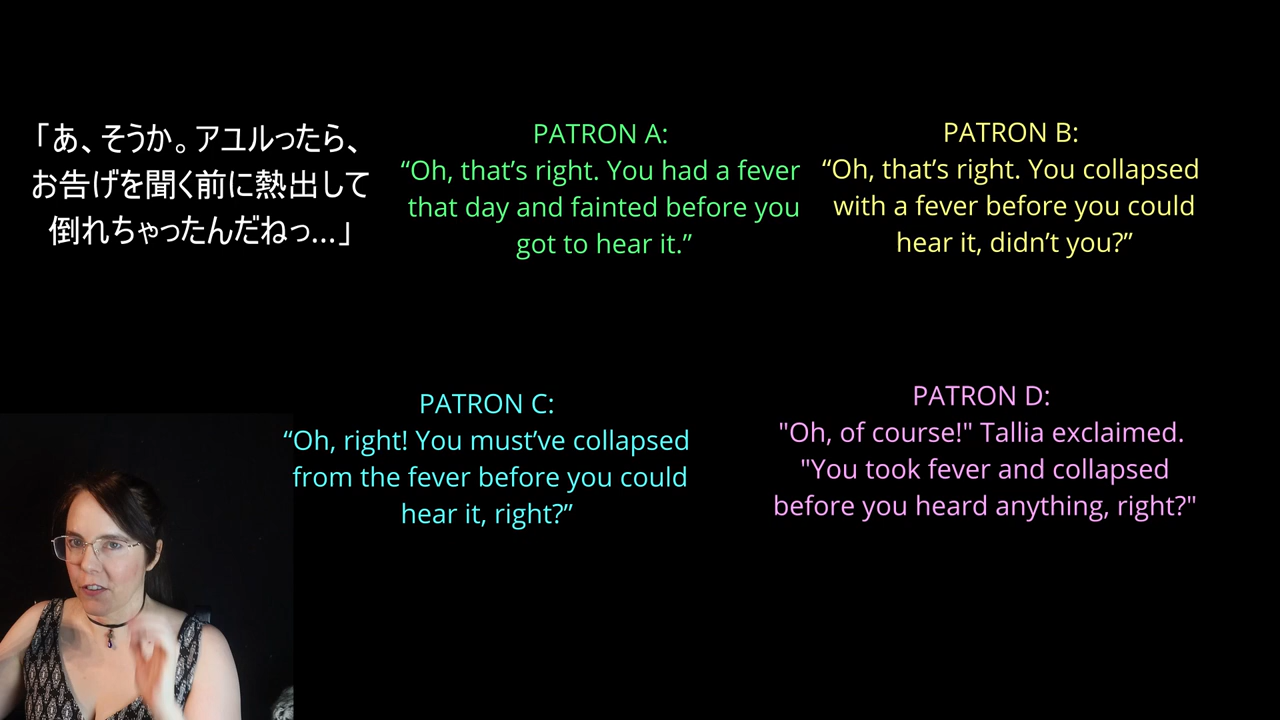 「あ、そうか。アユルったら、
お告げを聞く前に熱出して
倒れちゃったんだねっ…」
PATRON A:
“Oh, that’s right. You had a fever
that day and fainted before you
got to hear it.”
PATRON B:
“Oh, that’s right. You collapsed
with a fever before you could
hear it, didn’t you?”
PATRON C:
“Oh, right! You must’ve collapsed
from the fever before you could
hear it, right?”
PATRON D:
"Oh, of course!" Tallia exclaimed.
"You took fever and collapsed
before you heard anything, right?"